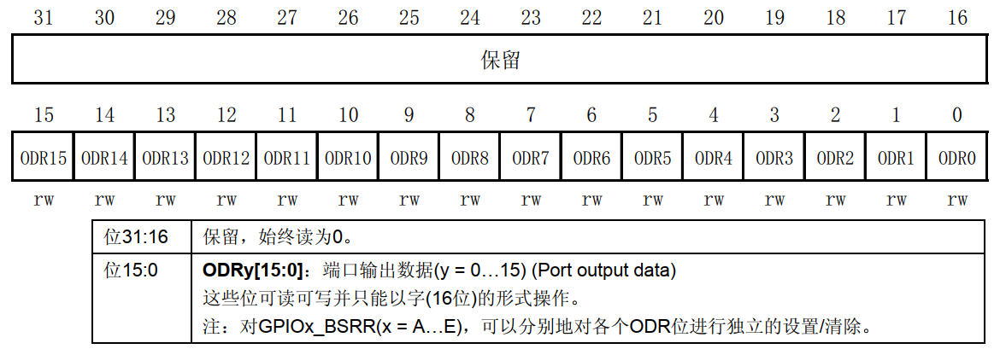 31 30 29 28 27 26 25 24 23 22 21 20 19 18 17 16
保留
15 14 13 12 11 10 9 8 7 6 5 4 3 2 1 0
ODR15 ODR14 ODR13 ODR12 ODR11 ODR10 ODR9 ODR8 ODR7 ODR6 ODR5 ODR4 ODR3 ODR2 ODR1 ODR0
rw rw rw rw rw rw rw rw rw rw rw rw rw rw rw rw
位31:16 保留，始终读为0。
位15:0 ODRy[15:0]：端口输出数据(y = 0…15) (Port output data)
这些位可读可写并只能以字(16位)的形式操作。
注：对GPIOx_BSRR(x = A…E)，可以分别地对各个ODR位进行独立的设置/清除。